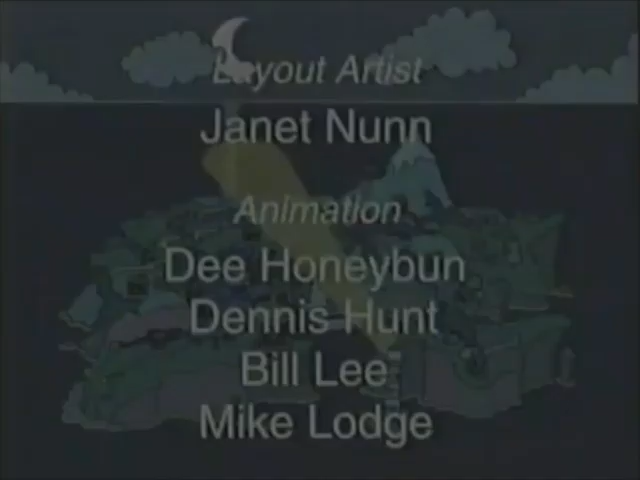 Layout Artist
Janet Nunn
Animation
Dee Honeybun
Dennis Hunt
Bill Lee
Mike Lodge